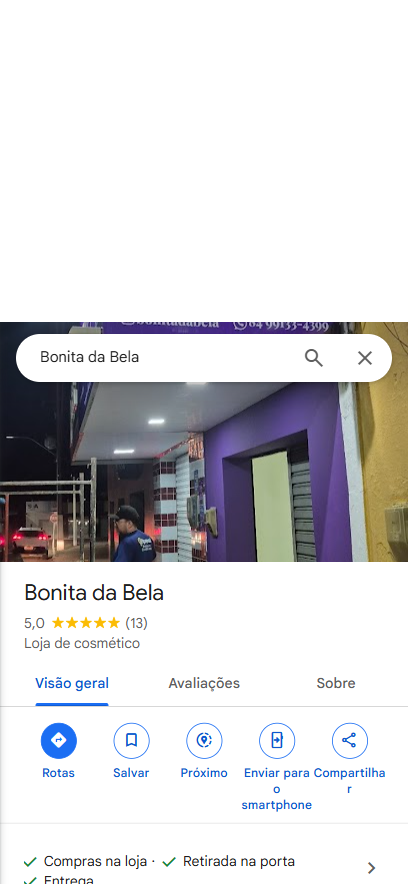 84 99133-4399
Bonita da Bela
Bonita da Bela
5,0 (13)
Loja de cosmético
Visão geral Avaliações Sobre
Rotas Salvar Próximo Enviar para o smartphone Compartilhar
Compras na loja · Retirada na porta
Entrega